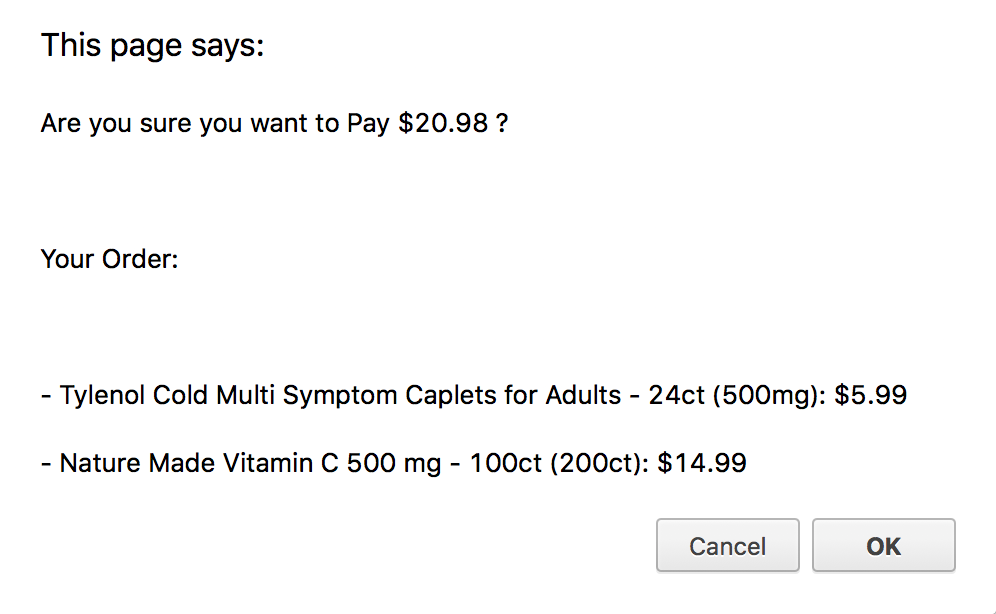 This page says:
Are you sure you want to Pay $20.98 ?
Your Order:
- Tylenol Cold Multi Symptom Caplets for Adults - 24ct (500mg): $5.99
- Nature Made Vitamin C 500 mg - 100ct (200ct): $14.99
Cancel OK